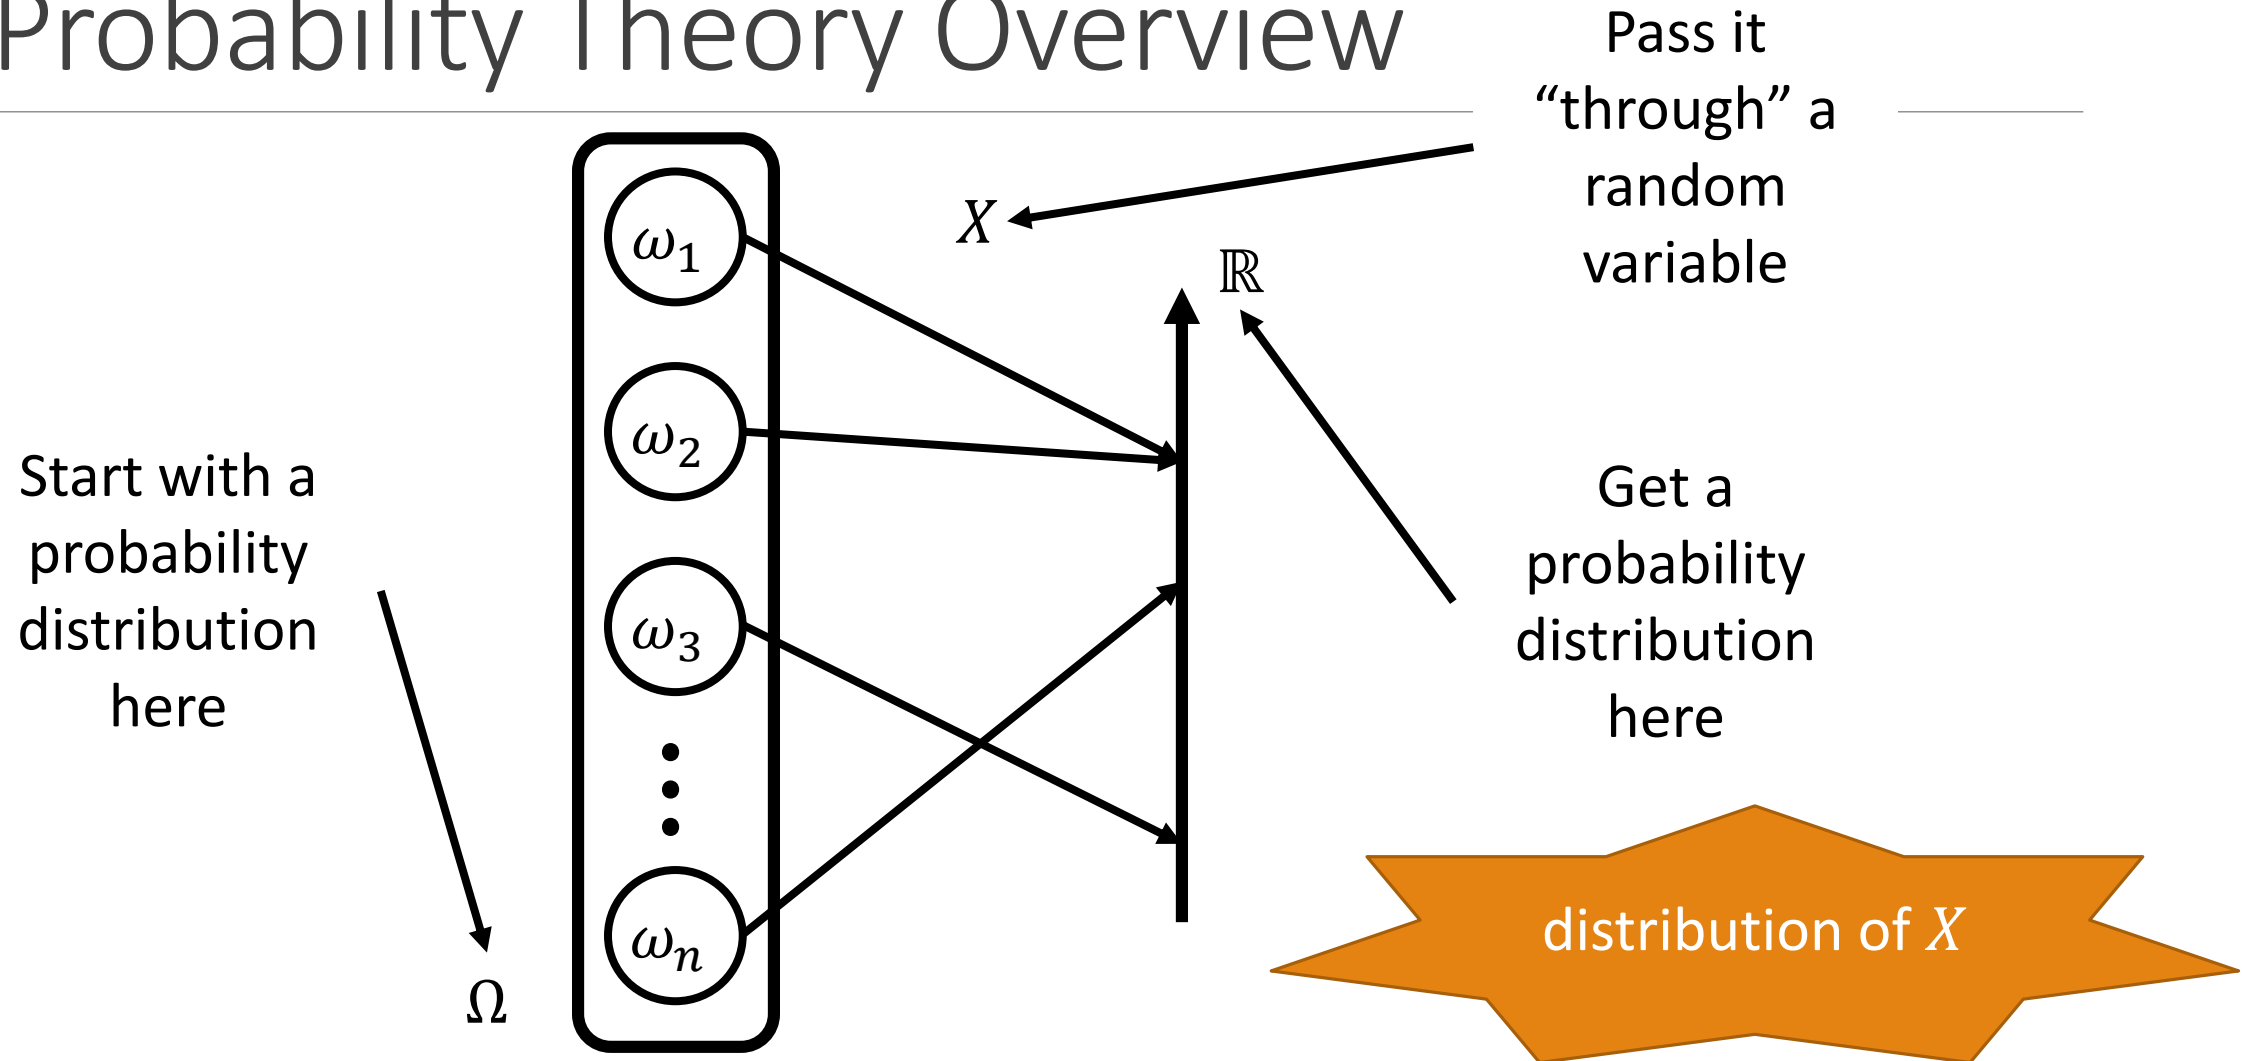 Probability Theory Overview
Pass it
“through” a
random
variable
X
ℝ
ω₁
ω₂
ω₃
ωₙ
Start with a
probability
distribution
here
Ω
Get a
probability
distribution
here
distribution of X